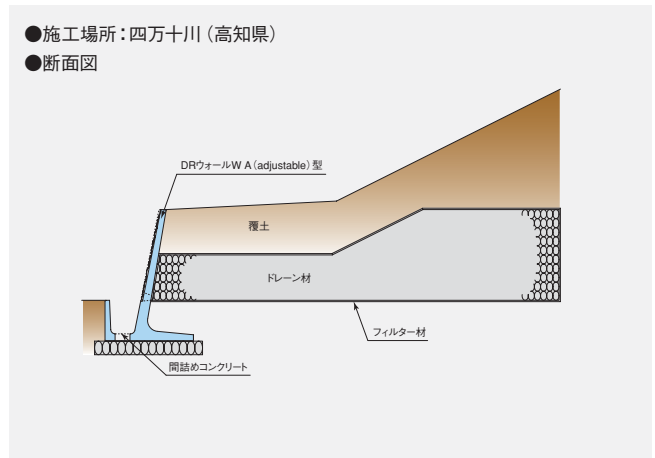 ●施工場所：四万十川（高知県）
●断面図
DRウォールW A（adjustable）型
覆土
ドレーン材
フィルター材
間詰めコンクリート